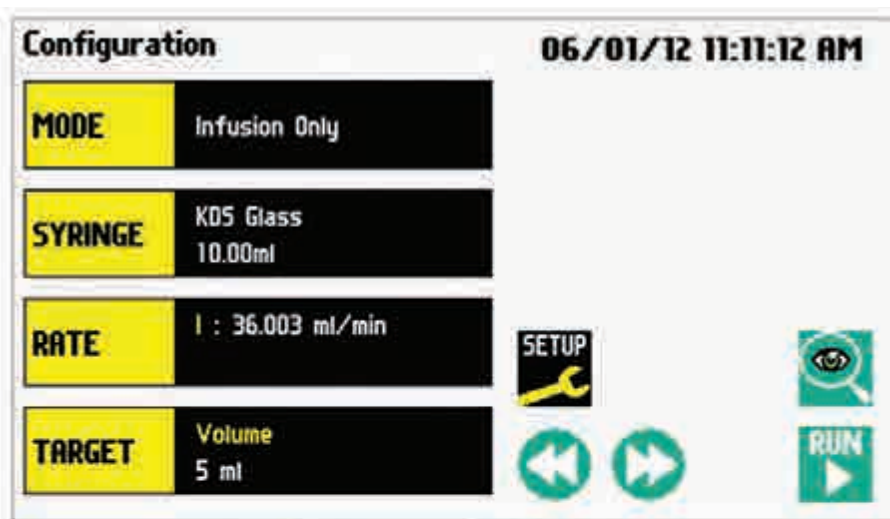 Configuration
06/01/12 11:11:12 AM
MODE
Infusion Only
SYRINGE
KDS Glass
10.00ml
RATE
I : 36.003 ml/min
TARGET
Volume
5 ml
SETUP
RUN